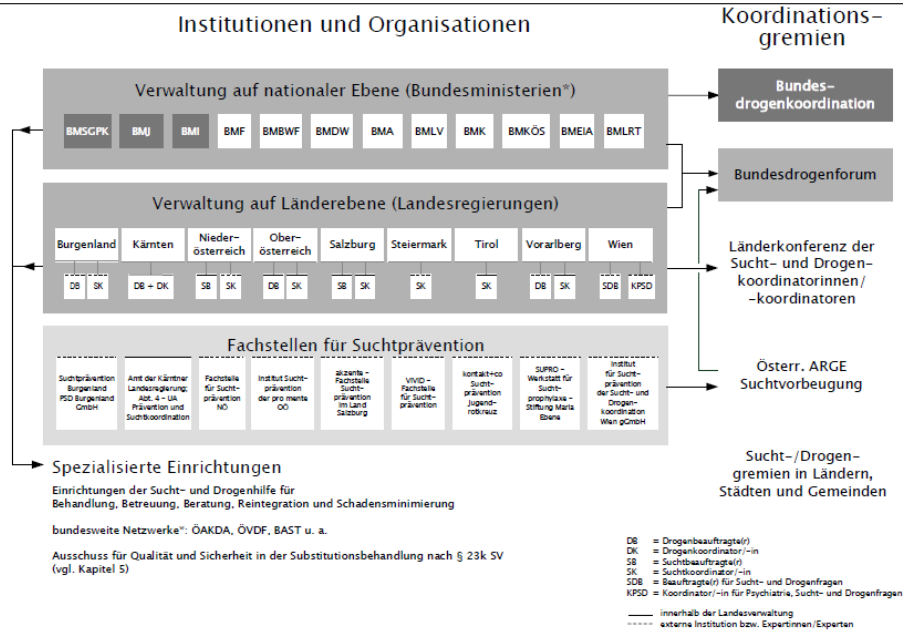 Institutionen und Organisationen
Koordinations-
gremien
Verwaltung auf nationaler Ebene (Bundesministerien*)
BMSGPK BMJ BMI BMF BMBWF BMDW BMA BMLV BMK BMKÖS BMEIA BMLRT
Bundes-
drogenkoordination
Bundesdrogenforum
Verwaltung auf Länderebene (Landesregierungen)
Burgenland
Kärnten
Nieder-
österreich
Ober-
österreich
Salzburg
Steiermark
Tirol
Vorarlberg
Wien
DB SK DB + DK SB SK DB SK SB SK SK SK DB SK SDB KPSD
Länderkonferenz der
Sucht- und Drogen-
koordinatorinnen/
-koordinatoren
Fachstellen für Suchtprävention
Suchtprävention
Burgenland
PSD Burgenland
GmbH
Amt der Kärntner
Landesregierung;
Abt. 4 – UA
Prävention und
Suchtkoordination
Fachstelle
für Sucht-
prävention
NÖ
Institut Sucht-
prävention
der pro mente
OÖ
akzente –
Fachstelle
Sucht-
prävention
im Land
Salzburg
VIVID –
Fachstelle
für Sucht-
prävention
kontakt+co
Sucht-
prävention
Jugend-
rotkreuz
SUPRO –
Werkstatt für
Sucht-
prophylaxe –
Stiftung Maria
Ebene
Institut
für Sucht-
prävention
der Sucht- und
Drogen-
koordination
Wien gGmbH
Österr. ARGE
Suchtvorbeugung
Sucht-/Drogen-
gremien in Ländern,
Städten und Gemeinden
Spezialisierte Einrichtungen
Einrichtungen der Sucht- und Drogenhilfe für
Behandlung, Betreuung, Beratung, Reintegration und Schadensminimierung
bundesweite Netzwerke*: ÖAKDA, ÖVDF, BAST u. a.
Ausschuss für Qualität und Sicherheit in der Substitutionsbehandlung nach § 23k SV
(vgl. Kapitel 5)
DB = Drogenbeauftragte(r)
DK = Drogenkoordinator/-in
SB = Suchtbeauftragte(r)
SK = Suchtkoordinator/-in
SDB = Beauftragte(r) für Sucht- und Drogenfragen
KPSD = Koordinator/-in für Psychiatrie, Sucht- und Drogenfragen
innerhalb der Landesverwaltung
externe Institution bzw. Expertinnen/Experten